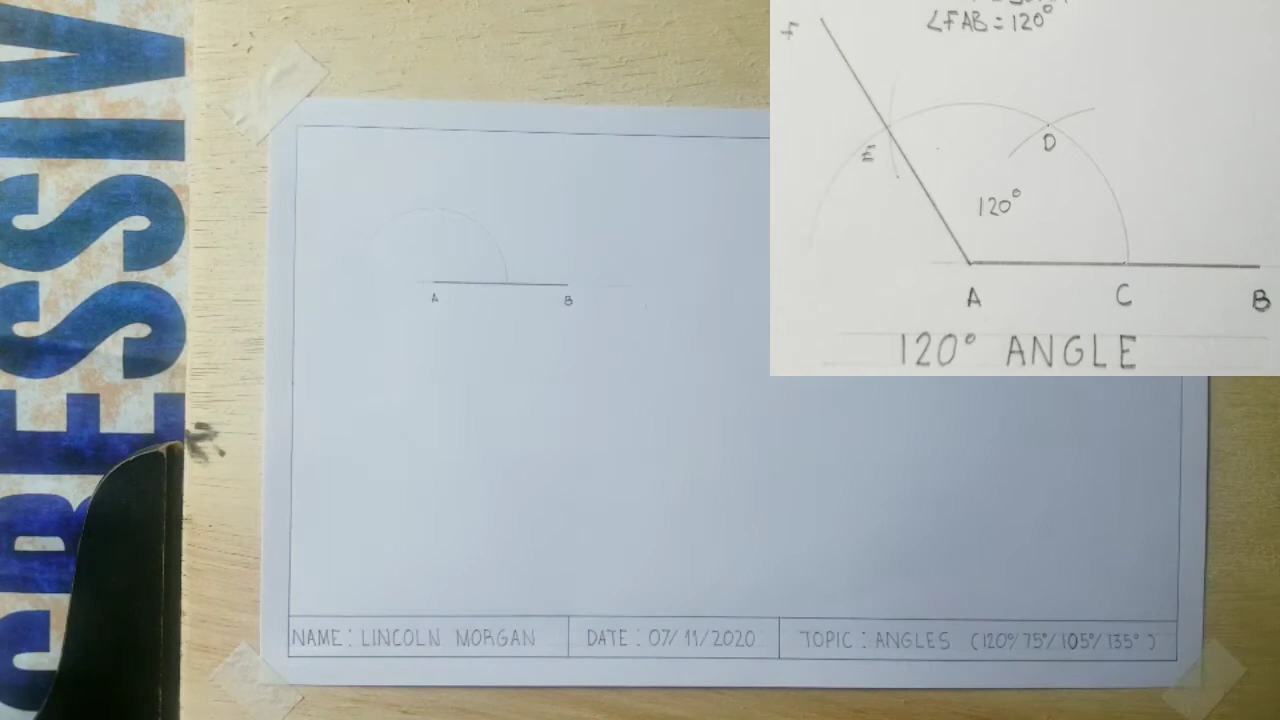 ∠FAB = 120°
F
E
D
120°
A
C
B
120° ANGLE
A
B
NAME : LINCOLN MORGAN
DATE : 07/11/2020
TOPIC : ANGLES (120°/75°/105°/135°)